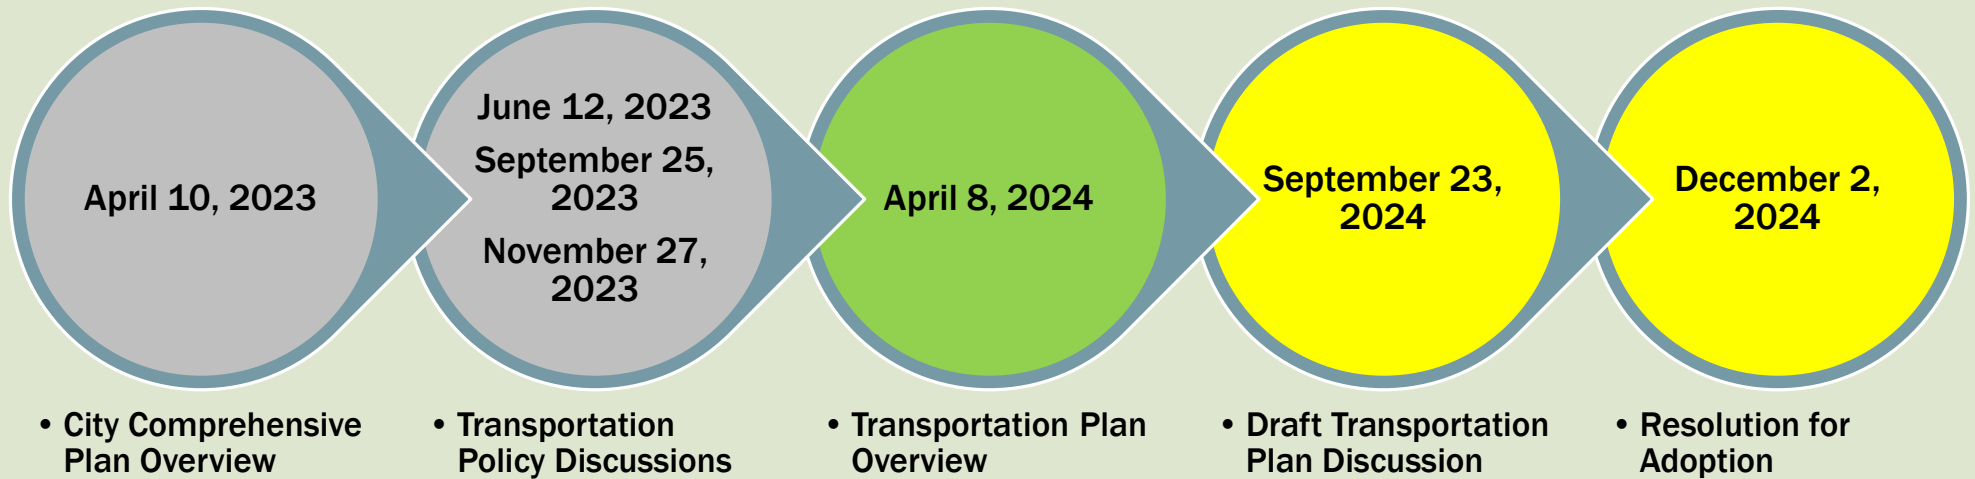 April 10, 2023
June 12, 2023
September 25,
2023
November 27,
2023
April 8, 2024
September 23,
2024
December 2,
2024
• City Comprehensive
Plan Overview
• Transportation
Policy Discussions
• Transportation Plan
Overview
• Draft Transportation
Plan Discussion
• Resolution for
Adoption